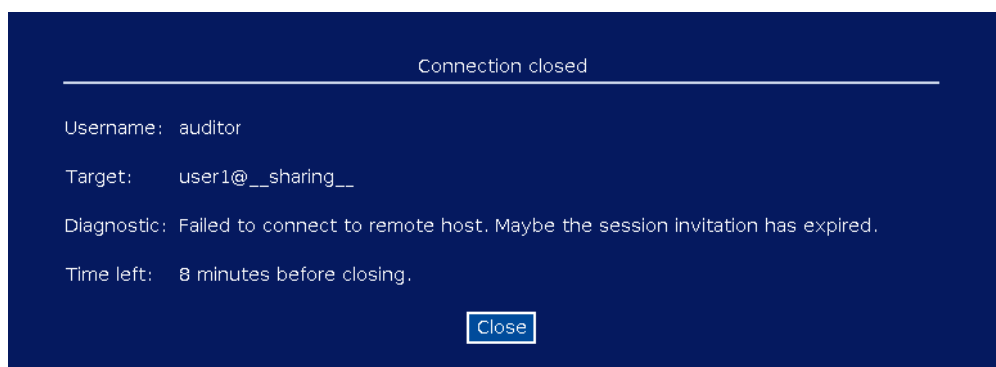 Connection closed
Username: auditor
Target: user1@__sharing__
Diagnostic: Failed to connect to remote host. Maybe the session invitation has expired.
Time left: 8 minutes before closing.
Close